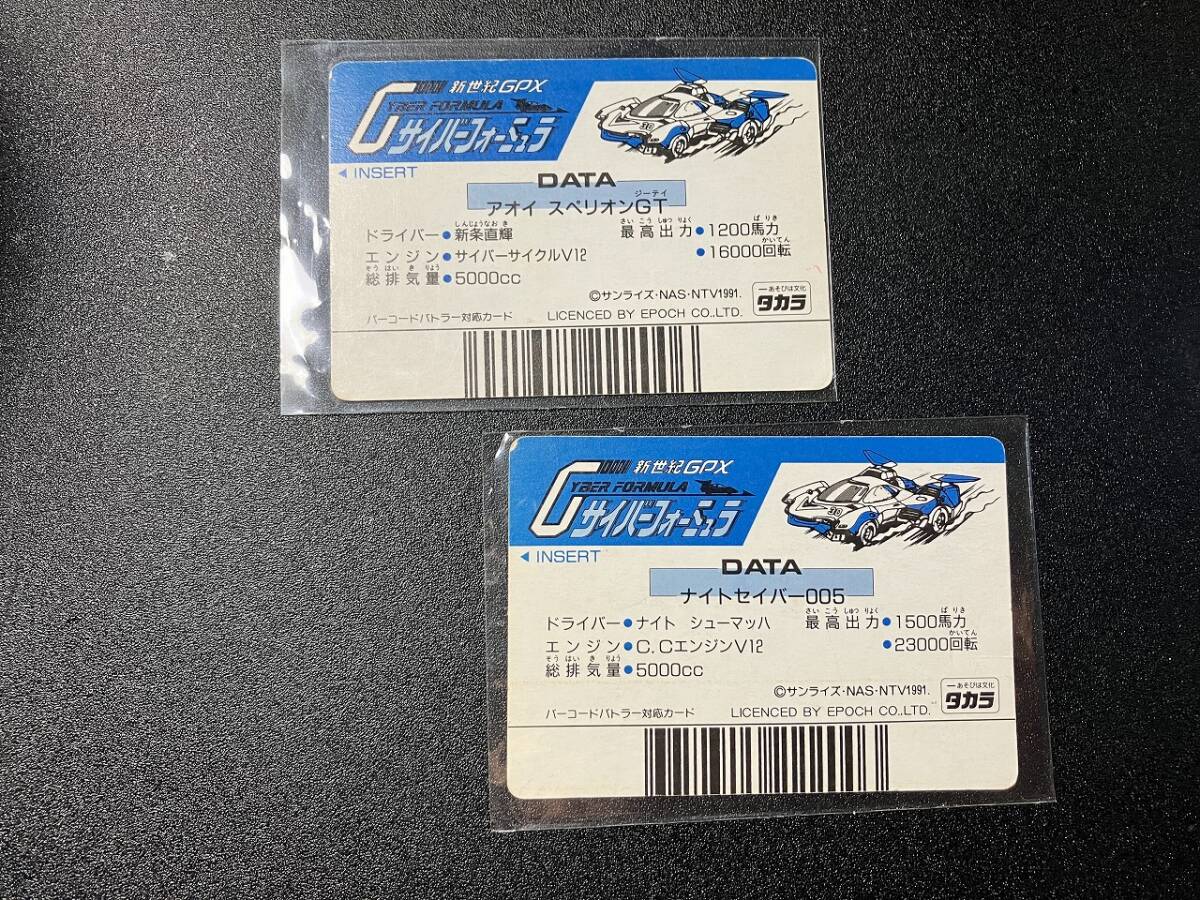 新世紀GPX
CYBER FORMULA
サイバーフォーミュラ
◀ INSERT
DATA
ジーティ
アオイ スペリオンGT
しんじょうなおき
ドライバー●新条直輝
さいこうしゅつりょく ばりき
最高出力●1200馬力
エンジン●サイバーサイクルV12
かいてん
●16000回転
そうはいきりょう
総排気量●5000cc
©サンライズ・NAS・NTV1991.
ーあそびは文化
タカラ
バーコードバトラー対応カード
LICENCED BY EPOCH CO.,LTD.
新世紀GPX
CYBER FORMULA
サイバーフォーミュラ
◀ INSERT
DATA
ナイトセイバー005
さいこうしゅつりょく ばりき
ドライバー●ナイト シューマッハ
最高出力●1500馬力
エンジン●C.CエンジンV12
かいてん
●23000回転
そうはいきりょう
総排気量●5000cc
©サンライズ・NAS・NTV1991.
ーあそびは文化
タカラ
バーコードバトラー対応カード
LICENCED BY EPOCH CO.,LTD.